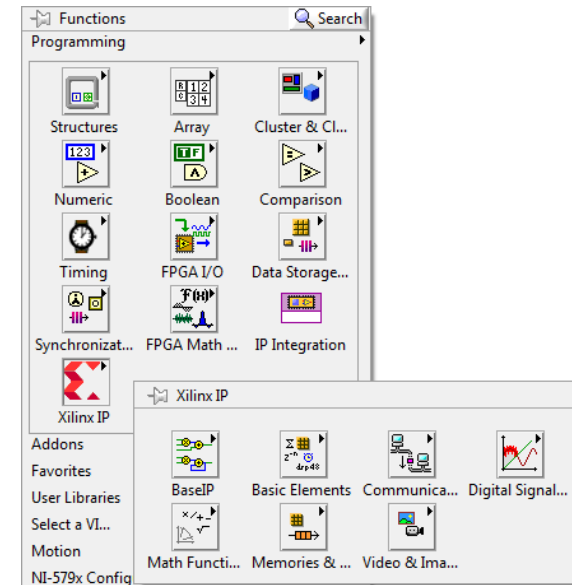 Functions
Search
Programming
Structures
Array
Cluster & Cl...
Numeric
Boolean
Comparison
Timing
FPGA I/O
Data Storage...
Synchronizat...
FPGA Math ...
IP Integration
Xilinx IP
Xilinx IP
Addons
Favorites
User Libraries
Select a VI...
Motion
NI-579x Config
BaseIP
Basic Elements
Communica...
Digital Signal...
Math Functi...
Memories & ...
Video & Ima...